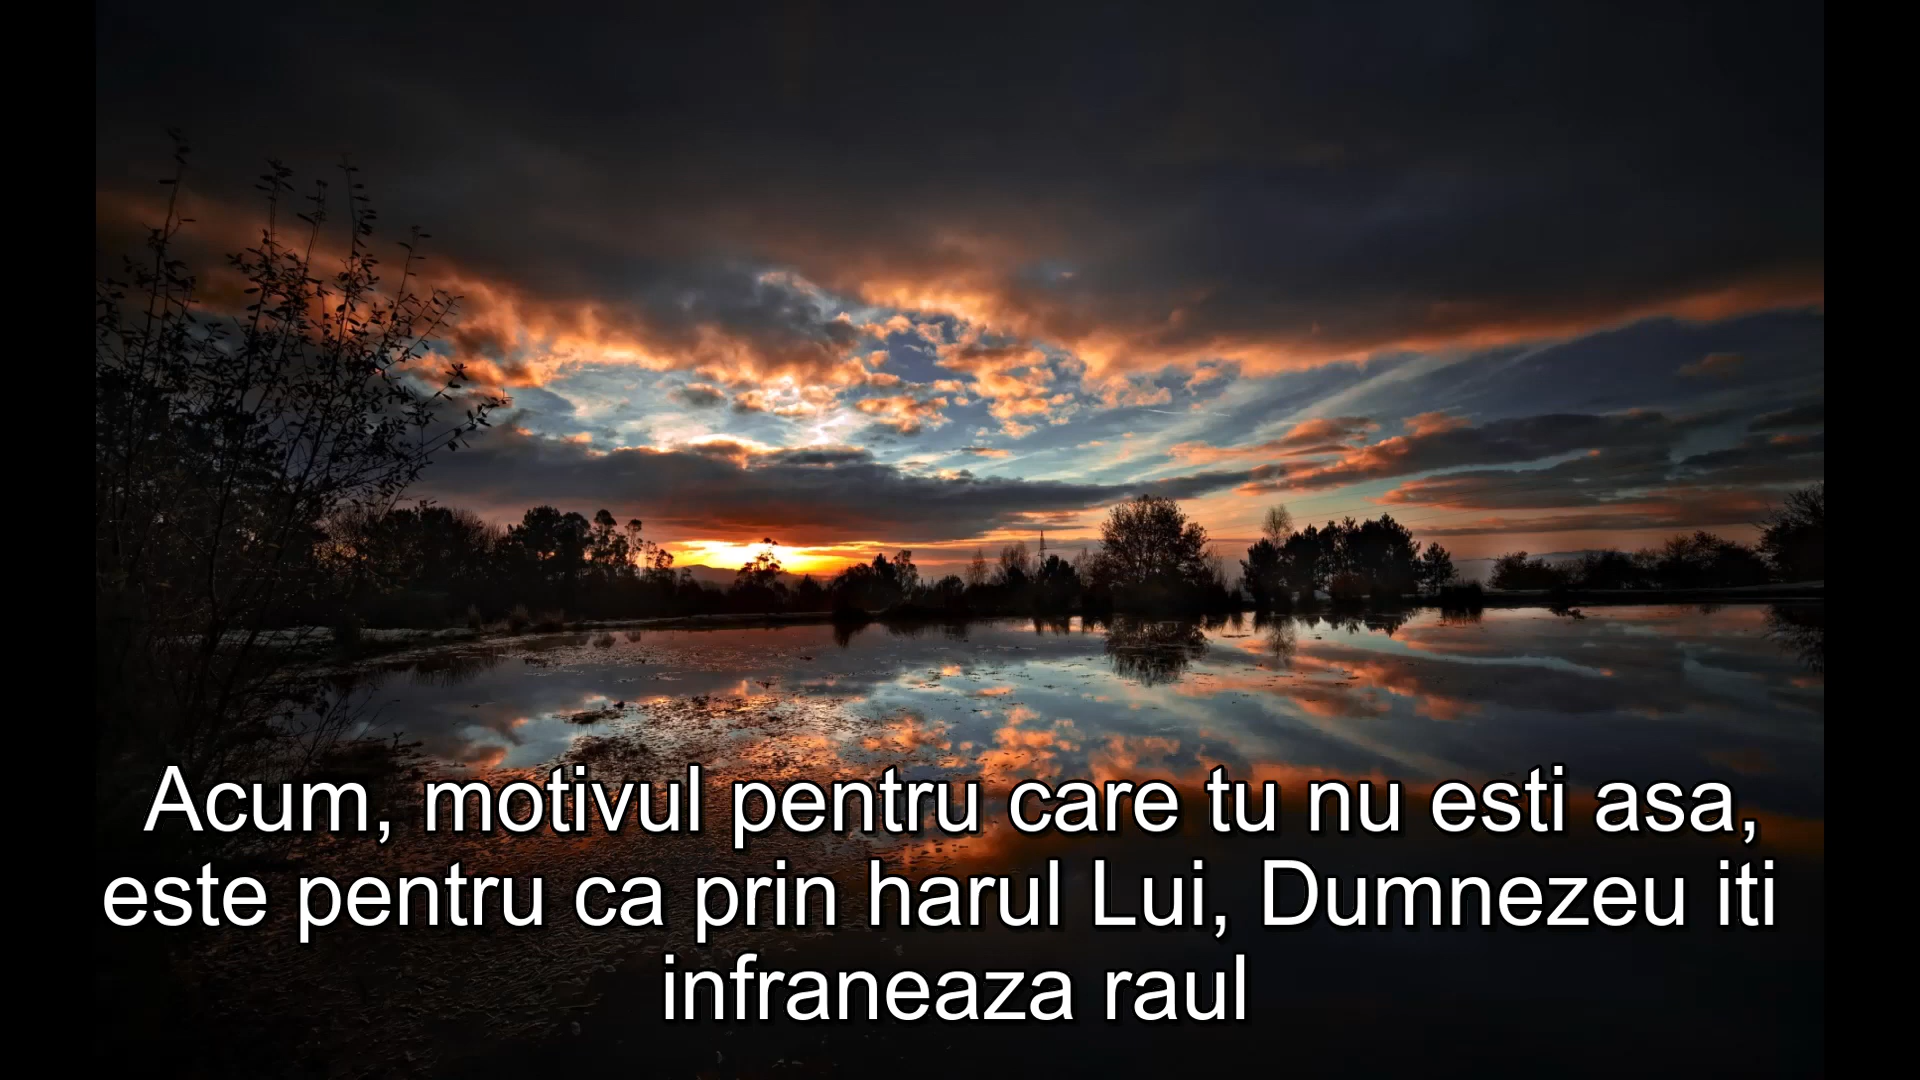 Acum, motivul pentru care tu nu esti asa,
este pentru ca prin harul Lui, Dumnezeu iti
infraneaza raul